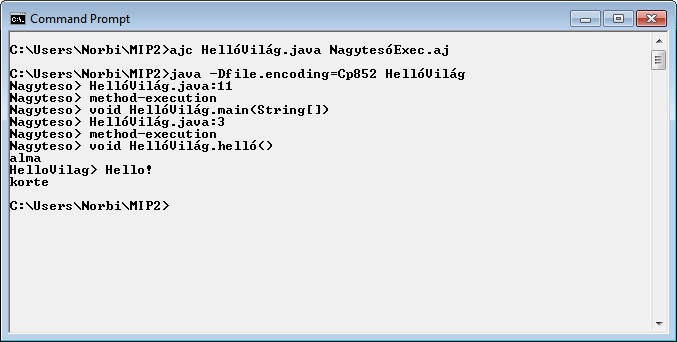 Command Prompt
C:\Users\Norbi\MIP2>ajc HellóVilág.java NagytesóExec.aj
C:\Users\Norbi\MIP2>java -Dfile.encoding=Cp852 HellóVilág
Nagyteso> HellóVilág.java:11
Nagyteso> method-execution
Nagyteso> void HellóVilág.main(String[])
Nagyteso> HellóVilág.java:3
Nagyteso> method-execution
Nagyteso> void HellóVilág.helló()
alma
HelloVilag> Hello!
korte
C:\Users\Norbi\MIP2>